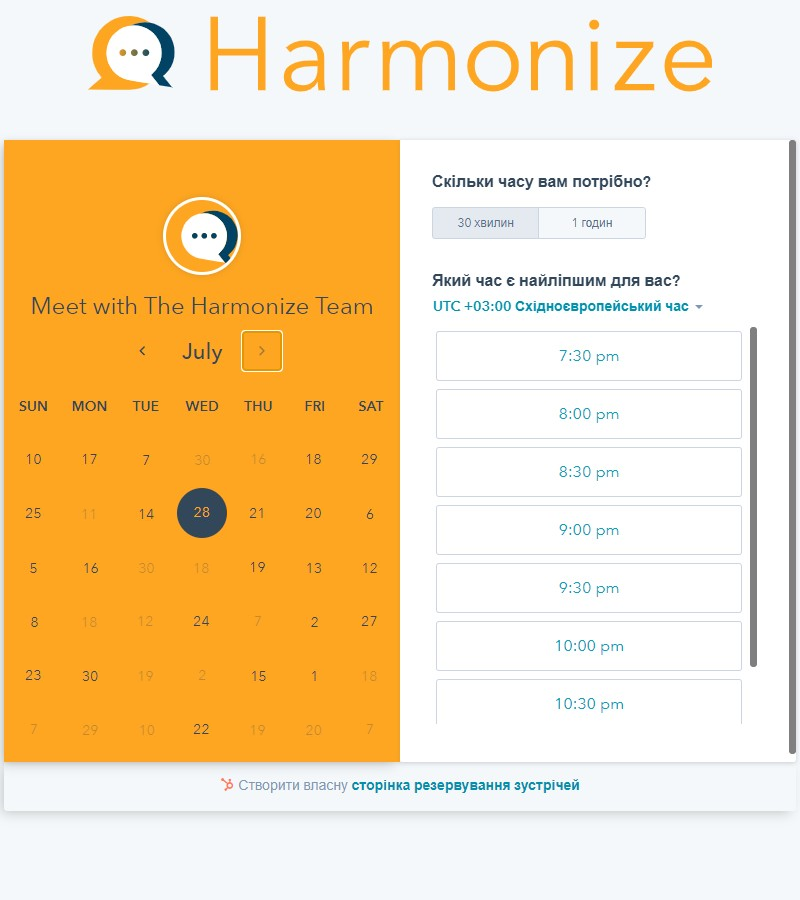 Harmonize
Meet with The Harmonize Team
July
SUN MON TUE WED THU FRI SAT
10 17 7 30 16 18 29
25 11 14 28 21 20 6
5 16 30 18 19 13 12
8 18 12 24 7 2 27
23 30 19 2 15 1 18
7 29 10 22 19 20 7
Скільки часу вам потрібно?
30 хвилин 1 годин
Який час є найліпшим для вас?
UTC +03:00 Східноєвропейський час
7:30 pm
8:00 pm
8:30 pm
9:00 pm
9:30 pm
10:00 pm
10:30 pm
Створити власну сторінка резервування зустрічей